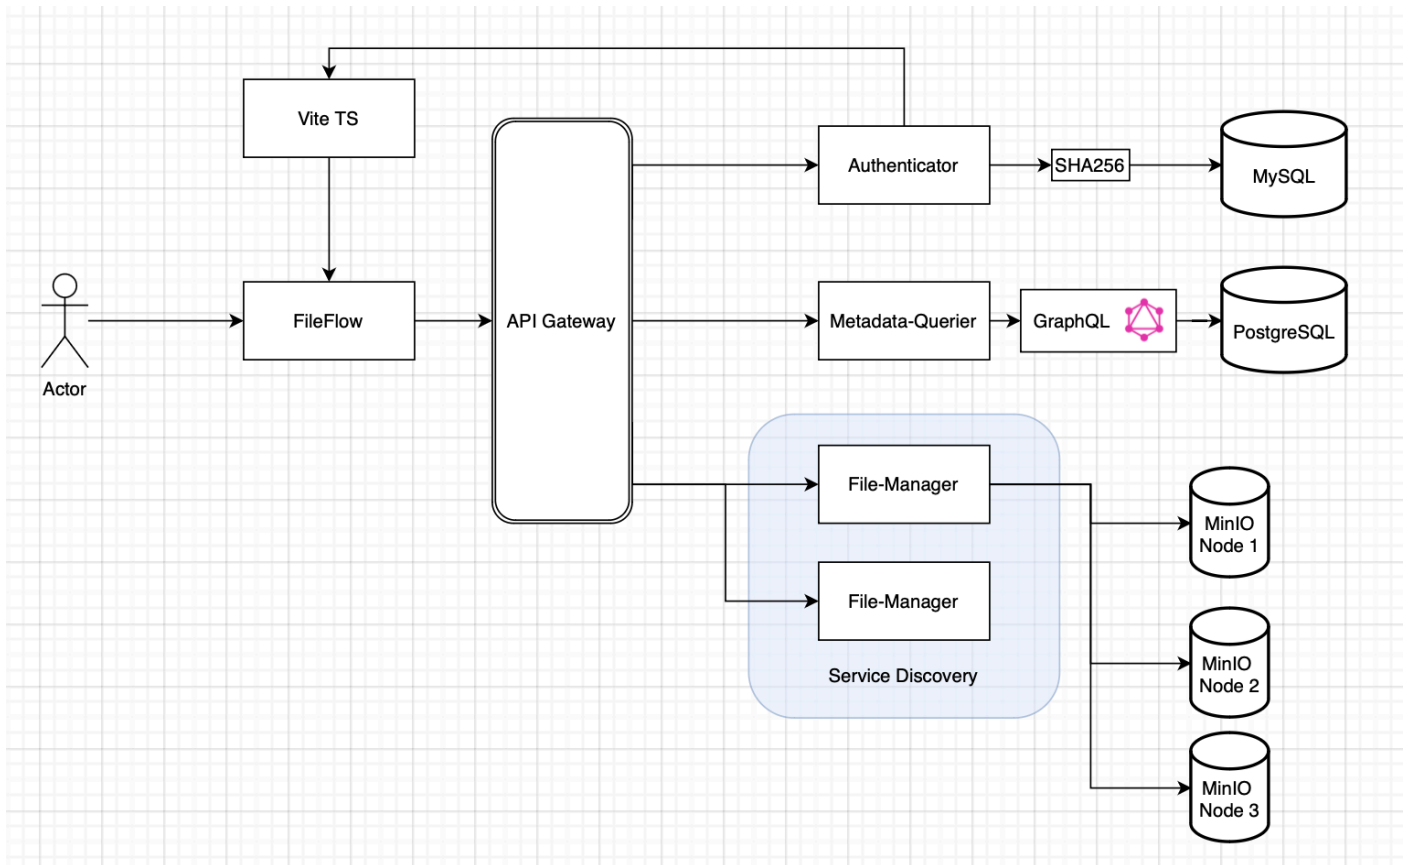 Vite TS
Authenticator
SHA256
MySQL
Actor
FileFlow
API Gateway
Metadata-Querier
GraphQL
PostgreSQL
File-Manager
File-Manager
Service Discovery
MinIO
Node 1
MinIO
Node 2
MinIO
Node 3